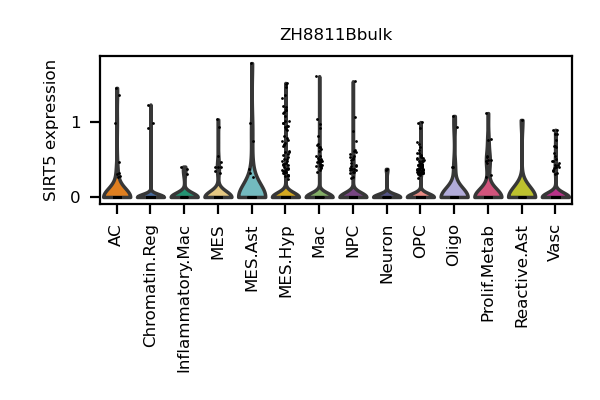 ZH8811Bbulk
SIRT5 expression
1
0
AC
Chromatin.Reg
Inflammatory.Mac
MES
MES.Ast
MES.Hyp
Mac
NPC
Neuron
OPC
Oligo
Prolif.Metab
Reactive.Ast
Vasc